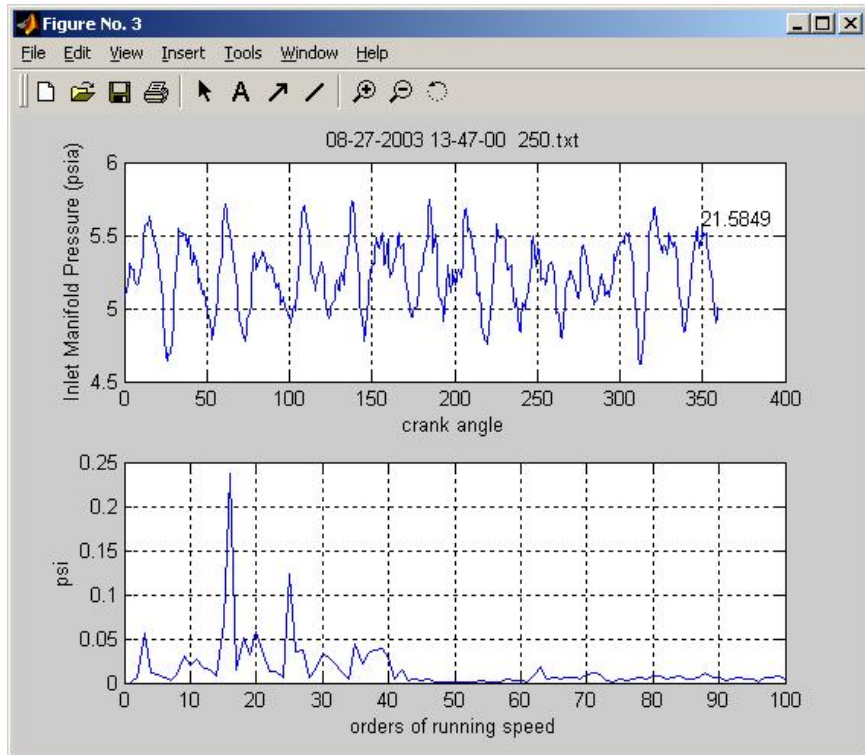 Figure No. 3
File Edit View Insert Tools Window Help
A
08-27-2003 13-47-00 250.txt
Inlet Manifold Pressure (psia)
6
5.5
5
4.5
21.5849
0 50 100 150 200 250 300 350 400
crank angle
psi
0.25
0.2
0.15
0.1
0.05
0
0 10 20 30 40 50 60 70 80 90 100
orders of running speed